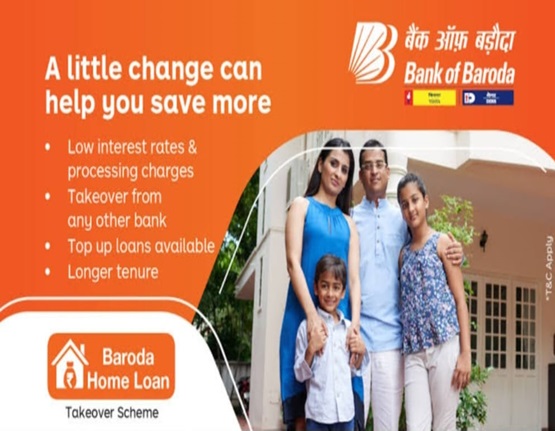 बैंक ऑफ़ बड़ौदा
Bank of Baroda
A little change can
help you save more
• Low interest rates &
processing charges
• Takeover from
any other bank
• Top up loans available
• Longer tenure
*T&C Apply
Baroda
Home Loan
Takeover Scheme